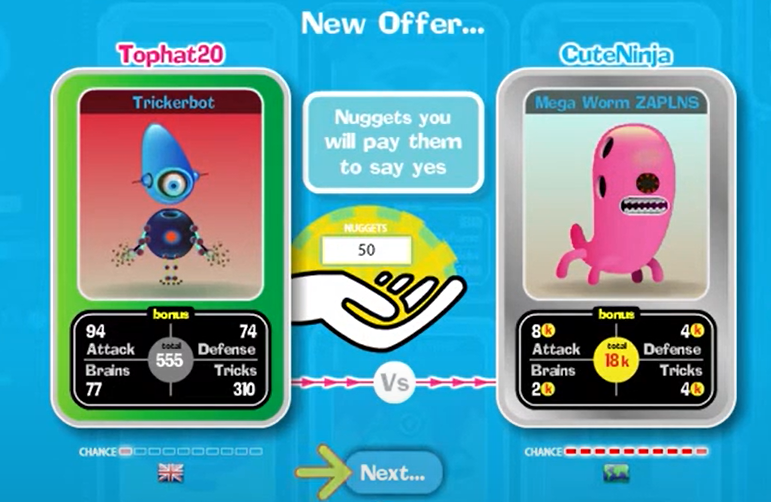 New Offer...
Tophat20
CuteNinja
Trickerbot
Mega Worm ZAPLNS
Nuggets you
will pay them
to say yes
NUGGETS
50
bonus
94
74
Attack
total
Defense
555
Brains
Tricks
77
310
bonus
8k
4k
Attack
total
Defense
18k
Brains
Tricks
2k
4k
Vs
CHANCE
CHANCE
Next...